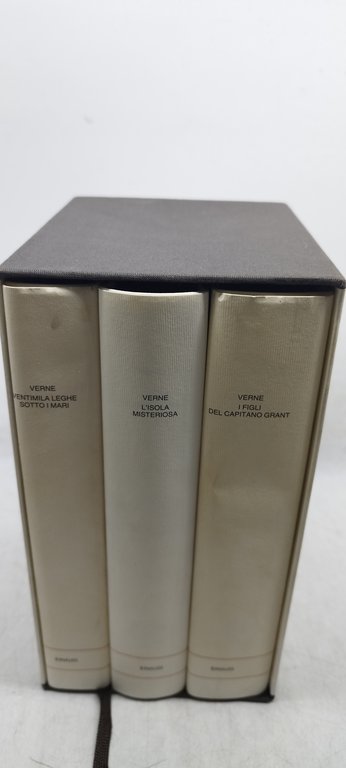 VERNE
VENTIMILA LEGHE
SOTTO I MARI
VERNE
L'ISOLA
MISTERIOSA
VERNE
I FIGLI
DEL CAPITANO GRANT
EINAUDI
EINAUDI
EINAUDI